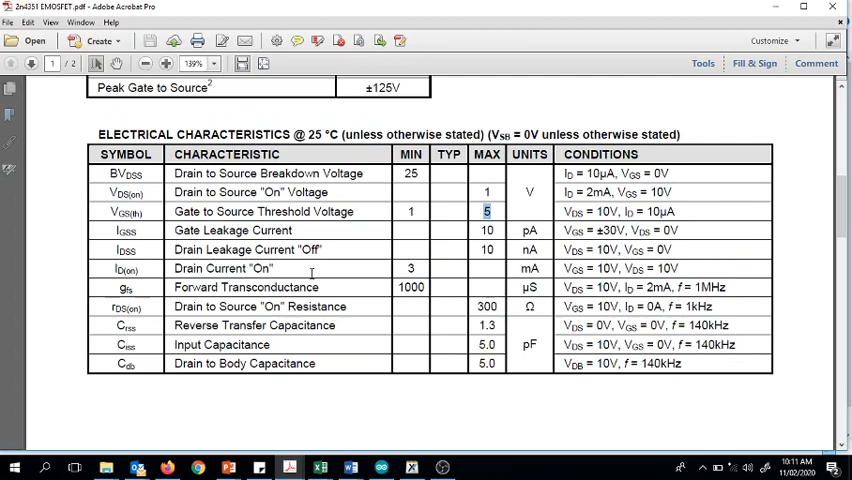 2n4351 EMOSFET.pdf - Adobe Acrobat Pro
File Edit View Window Help
Open Create Customize
1 / 2 139% Tools Fill & Sign Comment
Peak Gate to Source2 ±125V
ELECTRICAL CHARACTERISTICS @ 25 °C (unless otherwise stated) (VSB = 0V unless otherwise stated)
SYMBOL CHARACTERISTIC MIN TYP MAX UNITS CONDITIONS
BVDSS Drain to Source Breakdown Voltage 25 ID = 10µA, VGS = 0V
VDS(on) Drain to Source "On" Voltage 1 V ID = 2mA, VGS = 10V
VGS(th) Gate to Source Threshold Voltage 1 5 VDS = 10V, ID = 10µA
IGSS Gate Leakage Current 10 pA VGS = ±30V, VDS = 0V
IDSS Drain Leakage Current "Off" 10 nA VDS = 10V, VGS = 0V
ID(on) Drain Current "On" 3 mA VGS = 10V, VDS = 10V
gfs Forward Transconductance 1000 µS VDS = 10V, ID = 2mA, f = 1MHz
rDS(on) Drain to Source "On" Resistance 300 Ω VGS = 10V, ID = 0A, f = 1kHz
Crss Reverse Transfer Capacitance 1.3 VDS = 0V, VGS = 0V, f = 140kHz
Ciss Input Capacitance 5.0 pF VDS = 10V, VGS = 0V, f = 140kHz
Cdb Drain to Body Capacitance 5.0 VDB = 10V, f = 140kHz
10:11 AM
11/02/2020